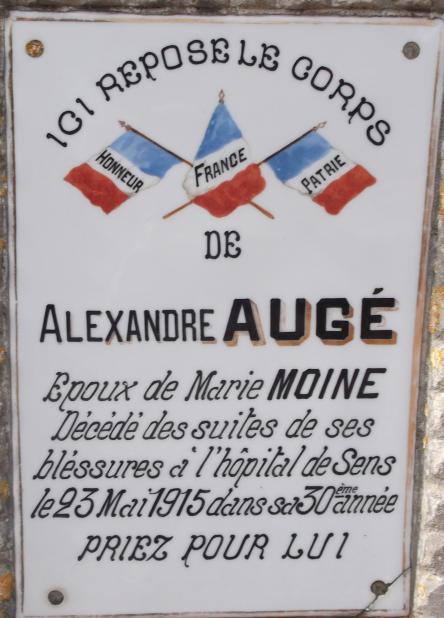 ICI REPOSE LE CORPS
HONNEUR
FRANCE
PATRIE
DE
ALEXANDRE AUGÉ
Epoux de Marie MOINE
Décédé des suites de ses
bléssures à l'hôpital de Sens
le 23 Mai 1915 dans sa 30ème année
PRIEZ POUR LUI